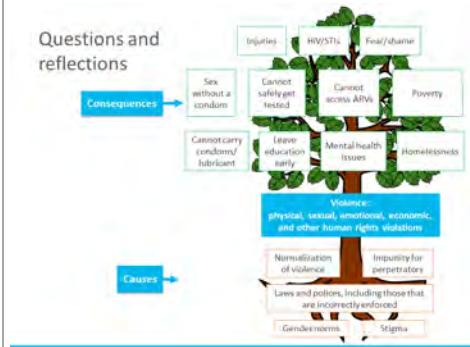 Questions and
reflections
Injuries
HIV/STIs
Fear/shame
Sex
without a
condom
Cannot
safely get
tested
Cannot
access ARVs
Poverty
Consequences
Cannot carry
condoms/
lubricant
Leave
education
early
Mental health
issues
Homelessness
Violence:
physical, sexual, emotional, economic,
and other human rights violations
Normalization
of violence
Impunity for
perpetrators
Causes
Laws and polices, including those that
are incorrectly enforced
Gender norms
Stigma